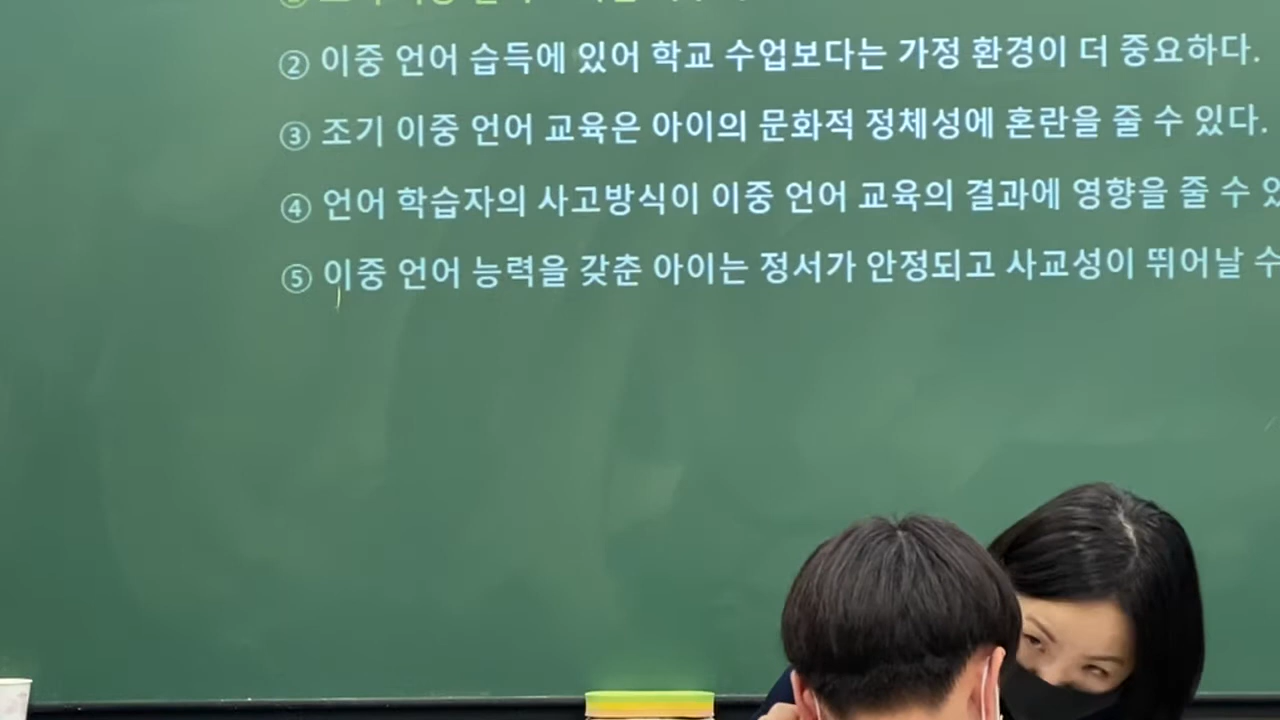 ② 이중 언어 습득에 있어 학교 수업보다는 가정 환경이 더 중요하다.
③ 조기 이중 언어 교육은 아이의 문화적 정체성에 혼란을 줄 수 있다.
④ 언어 학습자의 사고방식이 이중 언어 교육의 결과에 영향을 줄 수
⑤ 이중 언어 능력을 갖춘 아이는 정서가 안정되고 사교성이 뛰어날 수